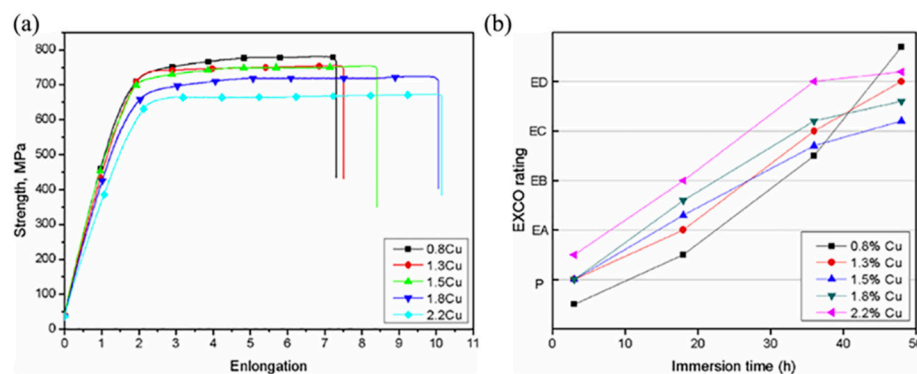 (a)
800
700
600
500
400
300
200
100
0
Strength, MPa
0 1 2 3 4 5 6 7 8 9 10 11
Enlongation
0.8Cu
1.3Cu
1.5Cu
1.8Cu
2.2Cu
(b)
ED
EC
EB
EA
P
EXCO rating
0 10 20 30 40 50
Immersion time (h)
0.8% Cu
1.3% Cu
1.5% Cu
1.8% Cu
2.2% Cu